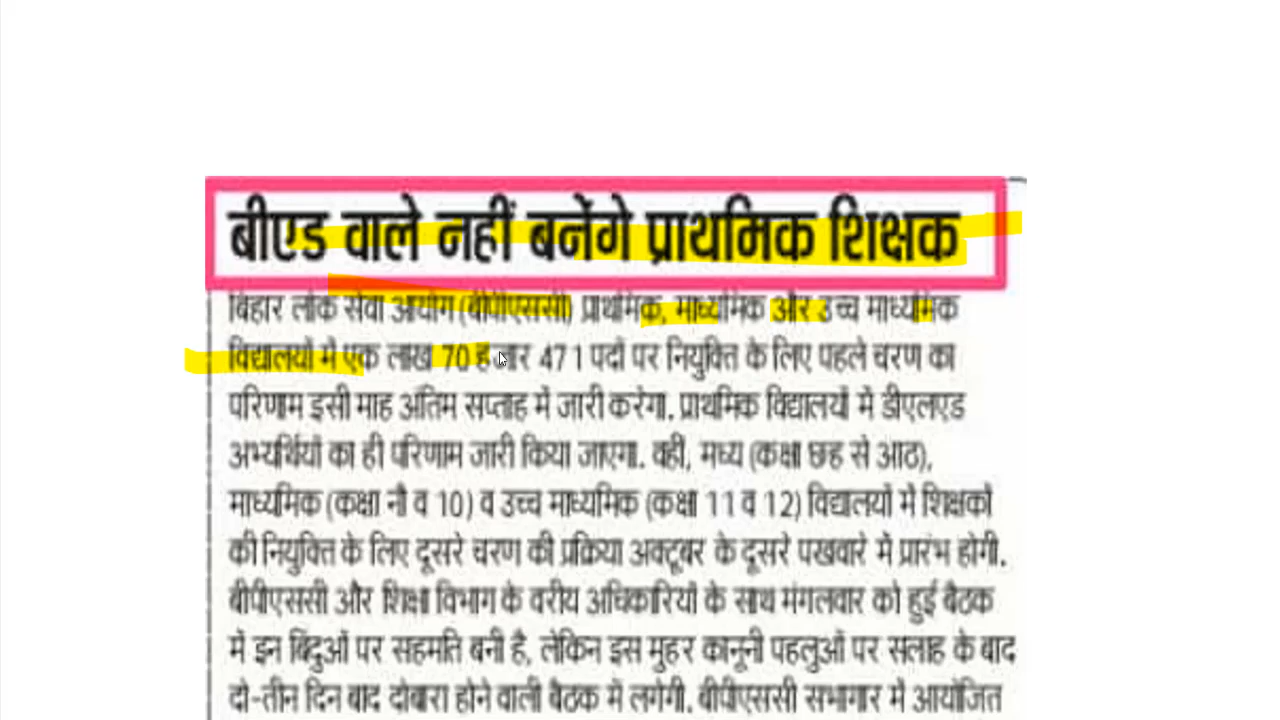 बीएड वाले नहीं बनेंगे प्राथमिक शिक्षक
बिहार लोक सेवा आयोग (बीपीएससी) प्राथमिक, माध्यमिक और उच्च माध्यमिक
विद्यालयों में एक लाख 70 हजार 471 पदों पर नियुक्ति के लिए पहले चरण का
परिणाम इसी माह अंतिम सप्ताह में जारी करेगा. प्राथमिक विद्यालयों में डीएलएड
अभ्यर्थियों का ही परिणाम जारी किया जाएगा. वहीं, मध्य (कक्षा छह से आठ),
माध्यमिक (कक्षा नौ व 10) व उच्च माध्यमिक (कक्षा 11 व 12) विद्यालयों में शिक्षकों
की नियुक्ति के लिए दूसरे चरण की प्रक्रिया अक्टूबर के दूसरे पखवारे में प्रारंभ होगी.
बीपीएससी और शिक्षा विभाग के वरीय अधिकारियों के साथ मंगलवार को हुई बैठक
में इन बिंदुओं पर सहमति बनी है, लेकिन इस मुहर कानूनी पहलुओं पर सलाह के बाद
दो-तीन दिन बाद दोबारा होने वाली बैठक में लगेगी. बीपीएससी सभागार में आयोजित